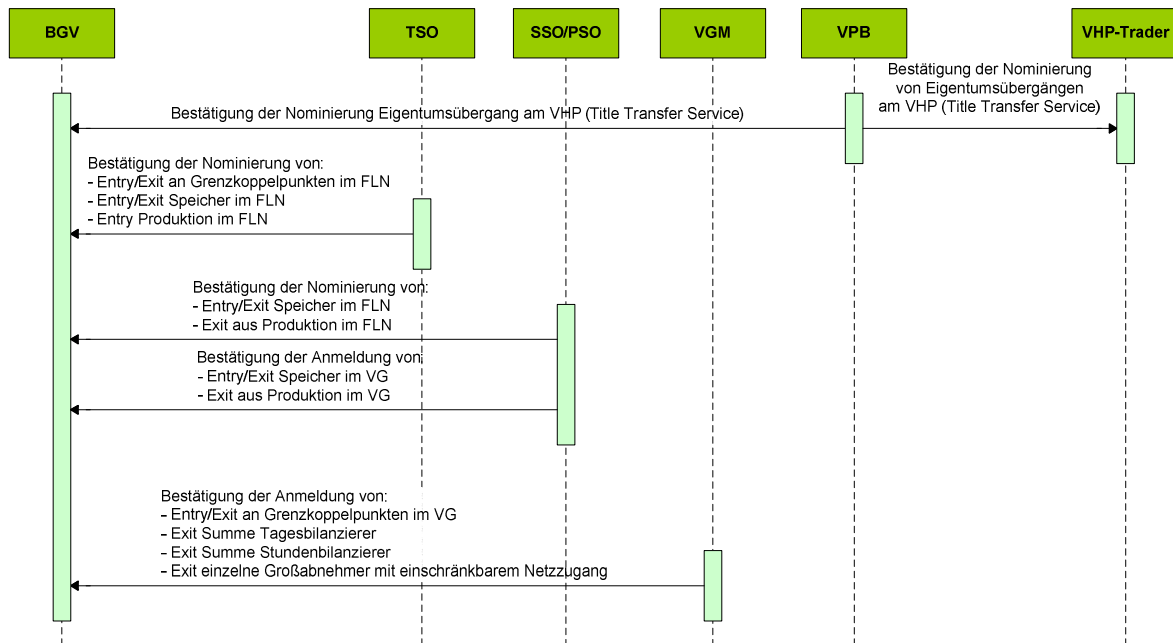 BGV
TSO
SSO/PSO
VGM
VPB
VHP-Trader
Bestätigung der Nominierung
von Eigentumsübergängen
am VHP (Title Transfer Service)
Bestätigung der Nominierung Eigentumsübergang am VHP (Title Transfer Service)
Bestätigung der Nominierung von:
- Entry/Exit an Grenzkoppelpunkten im FLN
- Entry/Exit Speicher im FLN
- Entry Produktion im FLN
Bestätigung der Nominierung von:
- Entry/Exit Speicher im FLN
- Exit aus Produktion im FLN
Bestätigung der Anmeldung von:
- Entry/Exit Speicher im VG
- Exit aus Produktion im VG
Bestätigung der Anmeldung von:
- Entry/Exit an Grenzkoppelpunkten im VG
- Exit Summe Tagesbilanzierer
- Exit Summe Stundenbilanzierer
- Exit einzelne Großabnehmer mit einschränkbarem Netzzugang